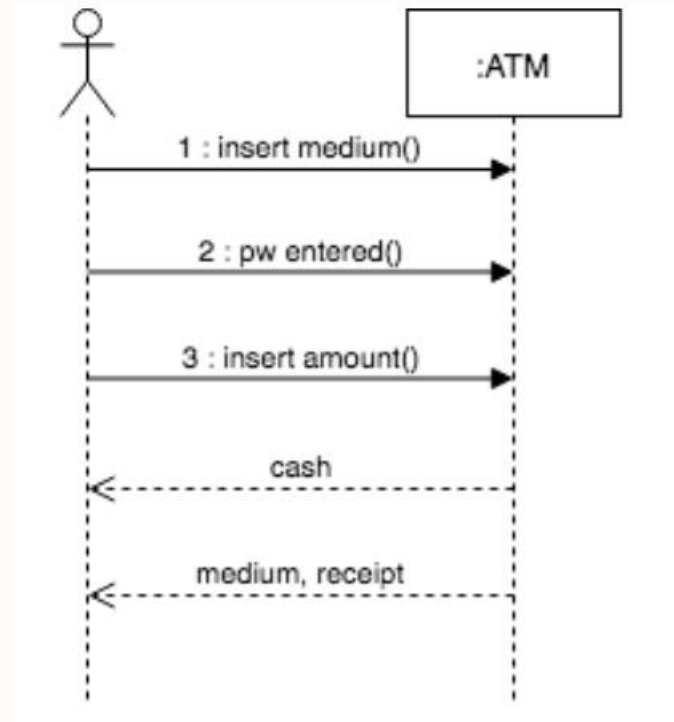 :ATM
1 : insert medium()
2 : pw entered()
3 : insert amount()
cash
medium, receipt